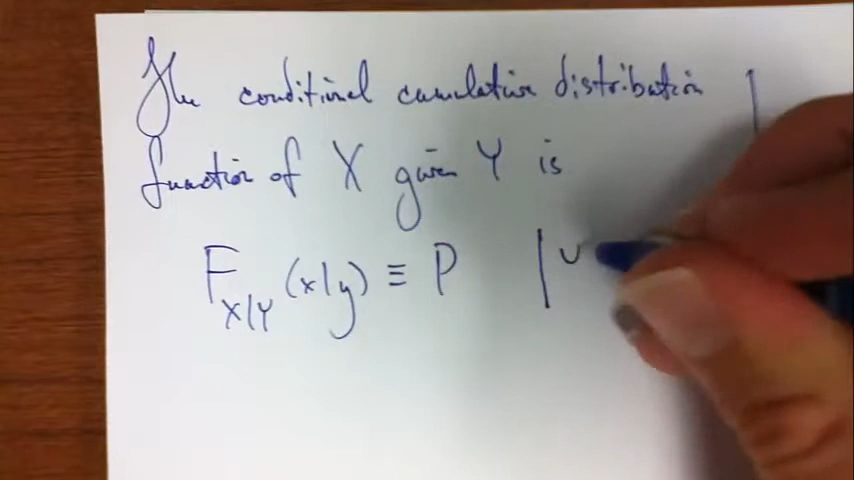 The conditional cumulative distribution
function of X given Y is
F_{X|Y} (x|y) ≡ P |